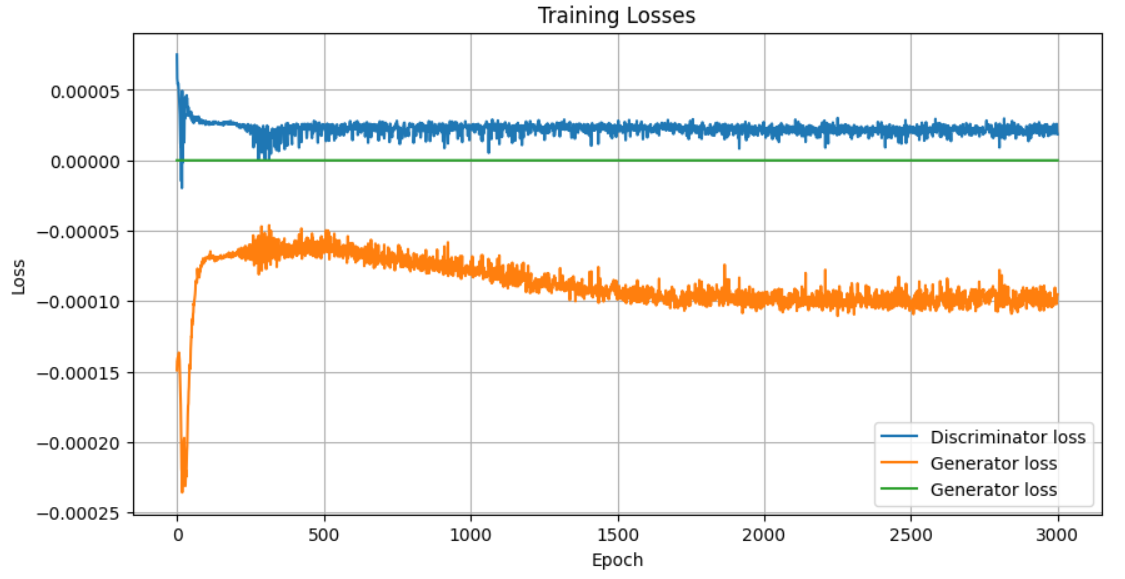 Training Losses
Loss
0.00005
0.00000
−0.00005
−0.00010
−0.00015
−0.00020
−0.00025
0
500
1000
1500
2000
2500
3000
Epoch
Discriminator loss
Generator loss
Generator loss